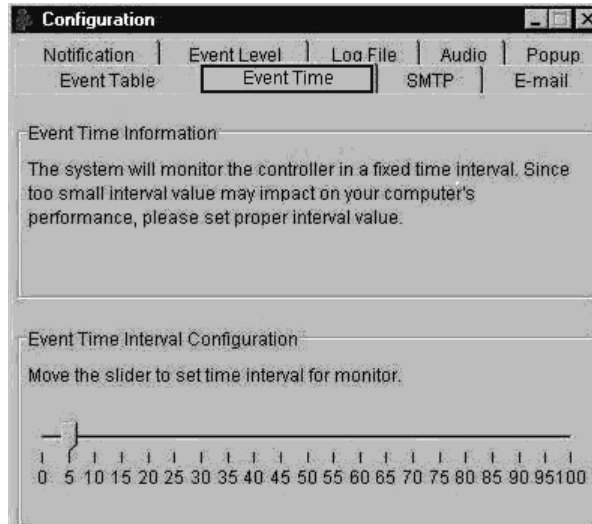 Configuration
Notification Event Level Log File Audio Popup
Event Table Event Time SMTP E-mail
Event Time Information
The system will monitor the controller in a fixed time interval. Since
too small interval value may impact on your computer's
performance, please set proper interval value.
Event Time Interval Configuration
Move the slider to set time interval for monitor.
0 5 10 15 20 25 30 35 40 45 50 55 60 65 70 75 80 85 90 95 100